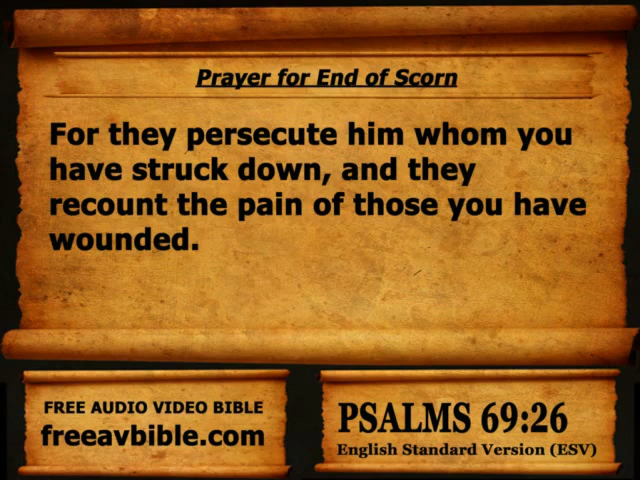 Prayer for End of Scorn
For they persecute him whom you
have struck down, and they
recount the pain of those you have
wounded.
FREE AUDIO VIDEO BIBLE
freeavbible.com
PSALMS 69:26
English Standard Version (ESV)